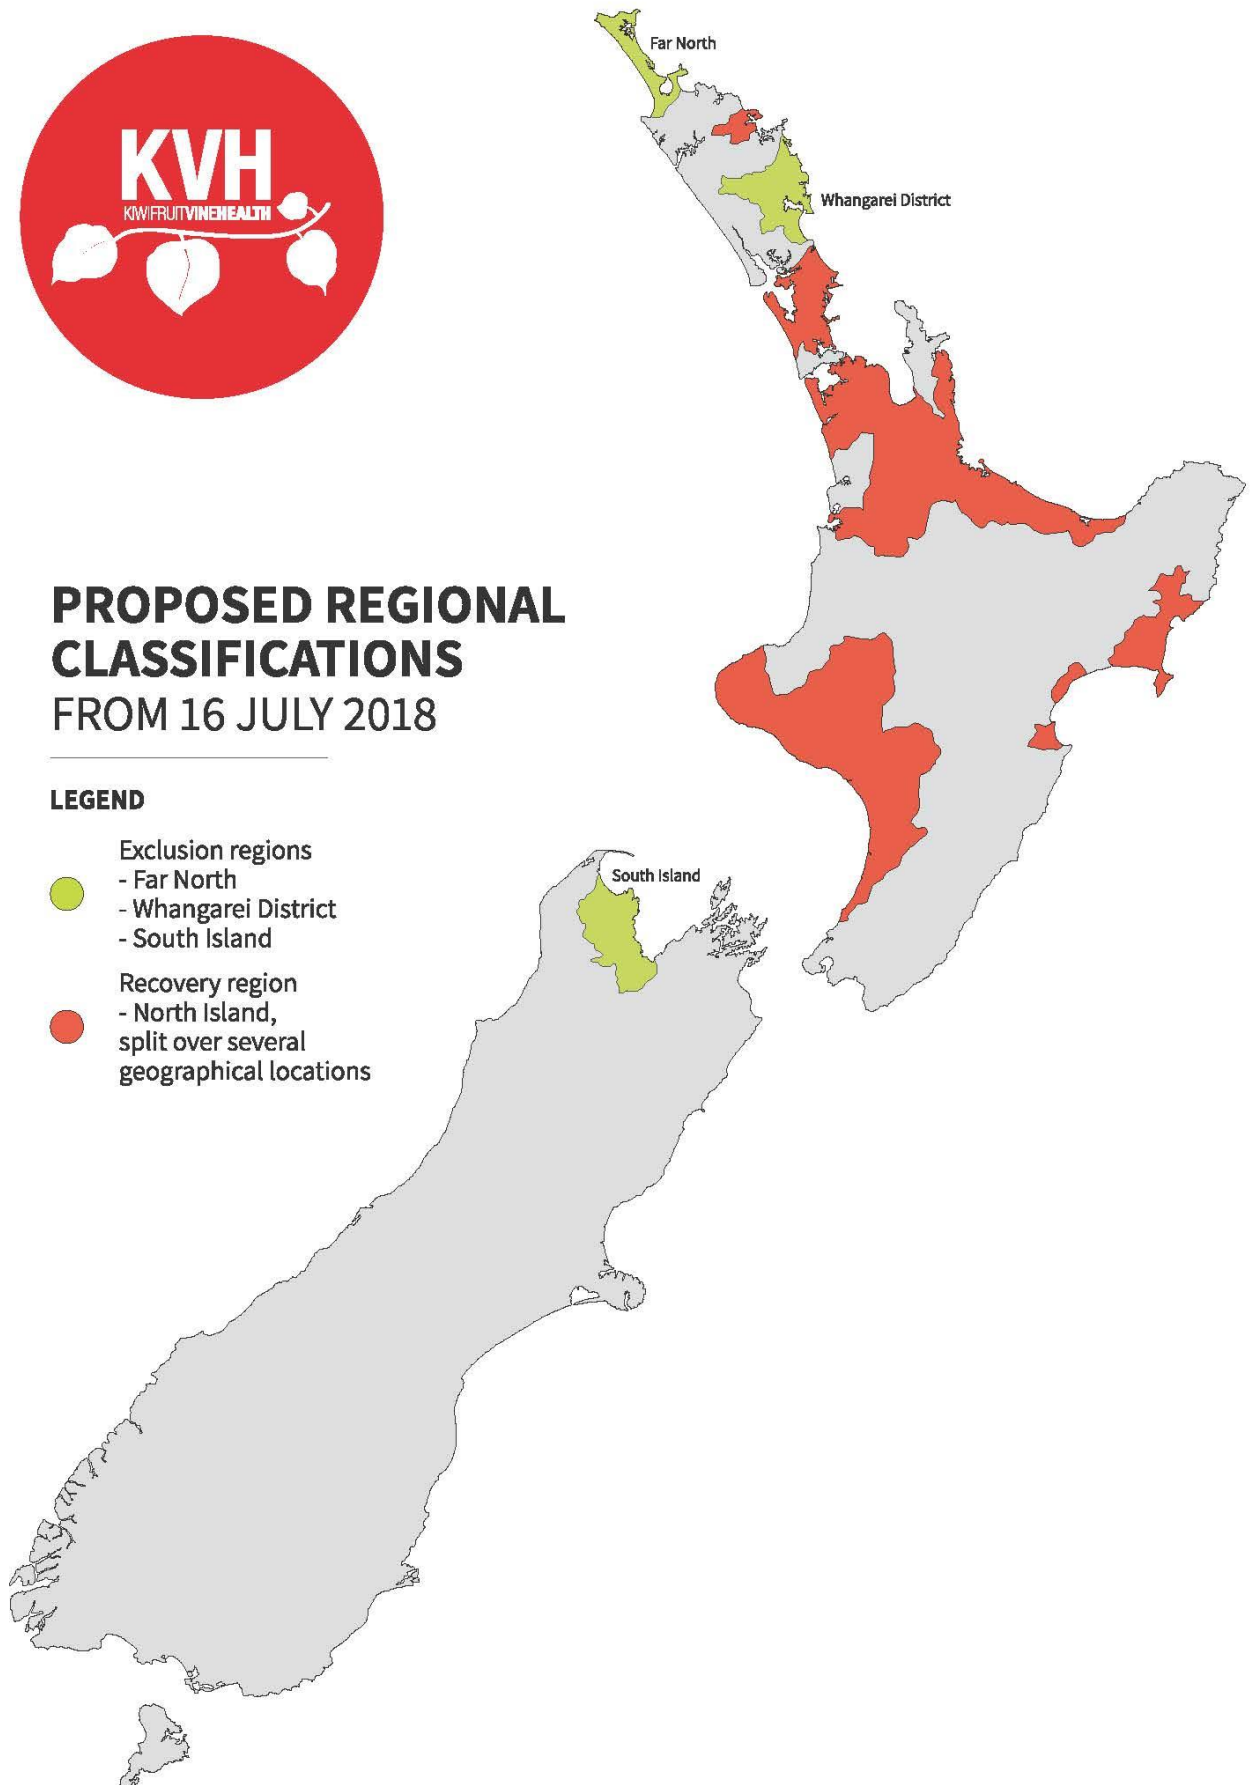 KVH
KIWIFRUITVINEHEALTH
Far North
Whangarei District
PROPOSED REGIONAL
CLASSIFICATIONS
FROM 16 JULY 2018
LEGEND
Exclusion regions
- Far North
- Whangarei District
- South Island
Recovery region
- North Island,
split over several
geographical locations
South Island